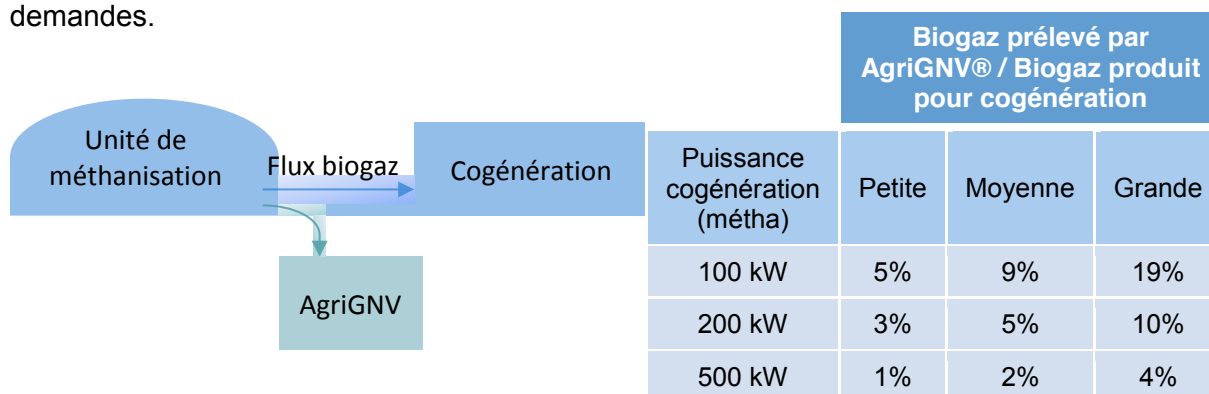 demandes.
Unité de
méthanisation
Flux biogaz
Cogénération
AgriGNV
Biogaz prélevé par
AgriGNV® / Biogaz produit
pour cogénération
Puissance
cogénération
(métha)
Petite
Moyenne
Grande
100 kW
5%
9%
19%
200 kW
3%
5%
10%
500 kW
1%
2%
4%